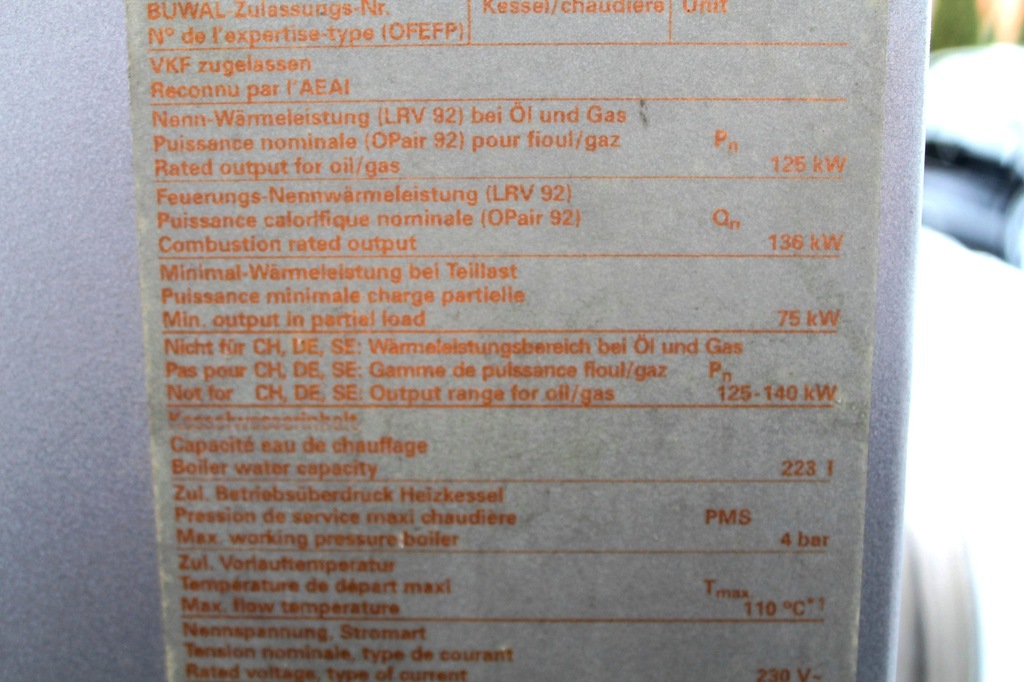 BUWAL-Zulassungs-Nr. Kessel/chaudière Unit
N° de l'expertise-type (OFEFP)
VKF zugelassen
Reconnu par l'AEAI
Nenn-Wärmeleistung (LRV 92) bei Öl und Gas
Puissance nominale (OPair 92) pour fioul/gaz Pn
Rated output for oil/gas 125 kW
Feuerungs-Nennwärmeleistung (LRV 92)
Puissance calorifique nominale (OPair 92) Qn
Combustion rated output 136 kW
Minimal-Wärmeleistung bei Teillast
Puissance minimale charge partielle
Min. output in partial load 75 kW
Nicht für CH, DE, SE: Wärmeleistungsbereich bei Öl und Gas
Pas pour CH, DE, SE: Gamme de puissance fioul/gaz Pn
Not for CH, DE, SE: Output range for oil/gas 125-140 kW
Kesselwasserinhalt
Capacité eau de chauffage
Boiler water capacity 223 l
Zul. Betriebsüberdruck Heizkessel
Pression de service maxi chaudière PMS
Max. working pressure boiler 4 bar
Zul. Vorlauftemperatur
Température de départ maxi Tmax.
Max. flow temperature 110 °C*1
Nennspannung, Stromart
Tension nominale, type de courant
Rated voltage, type of current 230 V~